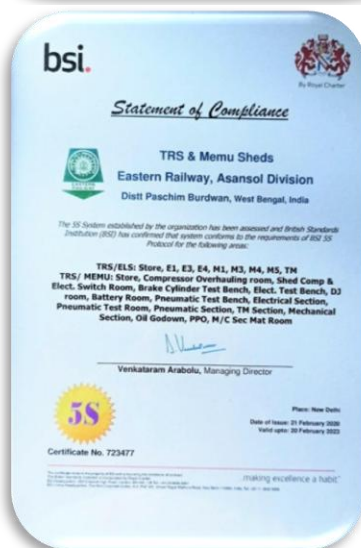 bsi.
By Royal Charter
Statement of Compliance
TRS & Memu Sheds
Eastern Railway, Asansol Division
Distt Paschim Burdwan, West Bengal, India
The 5S System established by the organization has been assessed and British Standards
Institution (BSI) has confirmed that system conforms to the requirements of BSI 5S
Protocol for the following areas:
TRS/ELS: Store, E1, E3, E4, M1, M3, M4, M5, TM
TRS/ MEMU: Store, Compressor Overhauling room, Shed Comp &
Elect. Switch Room, Brake Cylinder Test Bench, Elect. Test Bench, DJ
room, Battery Room, Pneumatic Test Bench, Electrical Section,
Pneumatic Test Room, Pneumatic Section, TM Section, Mechanical
Section, Oil Godown, PPO, M/C Sec Mat Room
Venkataram Arabolu, Managing Director
5S
Place: New Delhi
Date of Issue: 21 February 2020
Valid upto: 20 February 2023
Certificate No. 723477
...making excellence a habit.